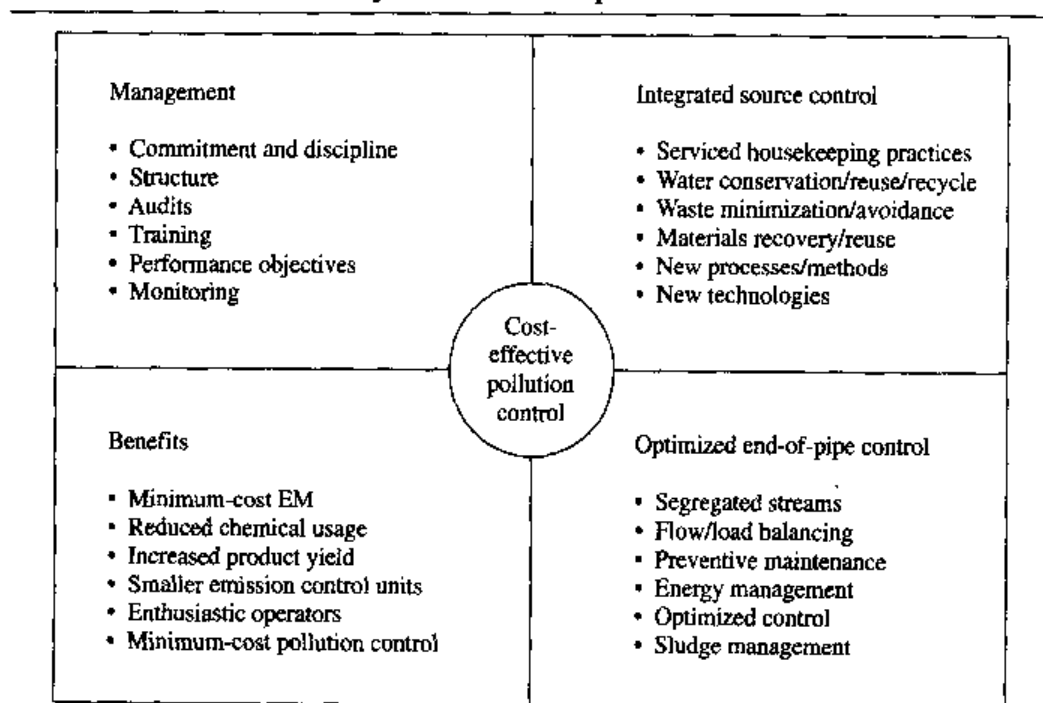 Management
• Commitment and discipline
• Structure
• Audits
• Training
• Performance objectives
• Monitoring
Integrated source control
• Serviced housekeeping practices
• Water conservation/reuse/recycle
• Waste minimization/avoidance
• Materials recovery/reuse
• New processes/methods
• New technologies
Cost-
effective
pollution
control
Benefits
• Minimum-cost EM
• Reduced chemical usage
• Increased product yield
• Smaller emission control units
• Enthusiastic operators
• Minimum-cost pollution control
Optimized end-of-pipe control
• Segregated streams
• Flow/load balancing
• Preventive maintenance
• Energy management
• Optimized control
• Sludge management